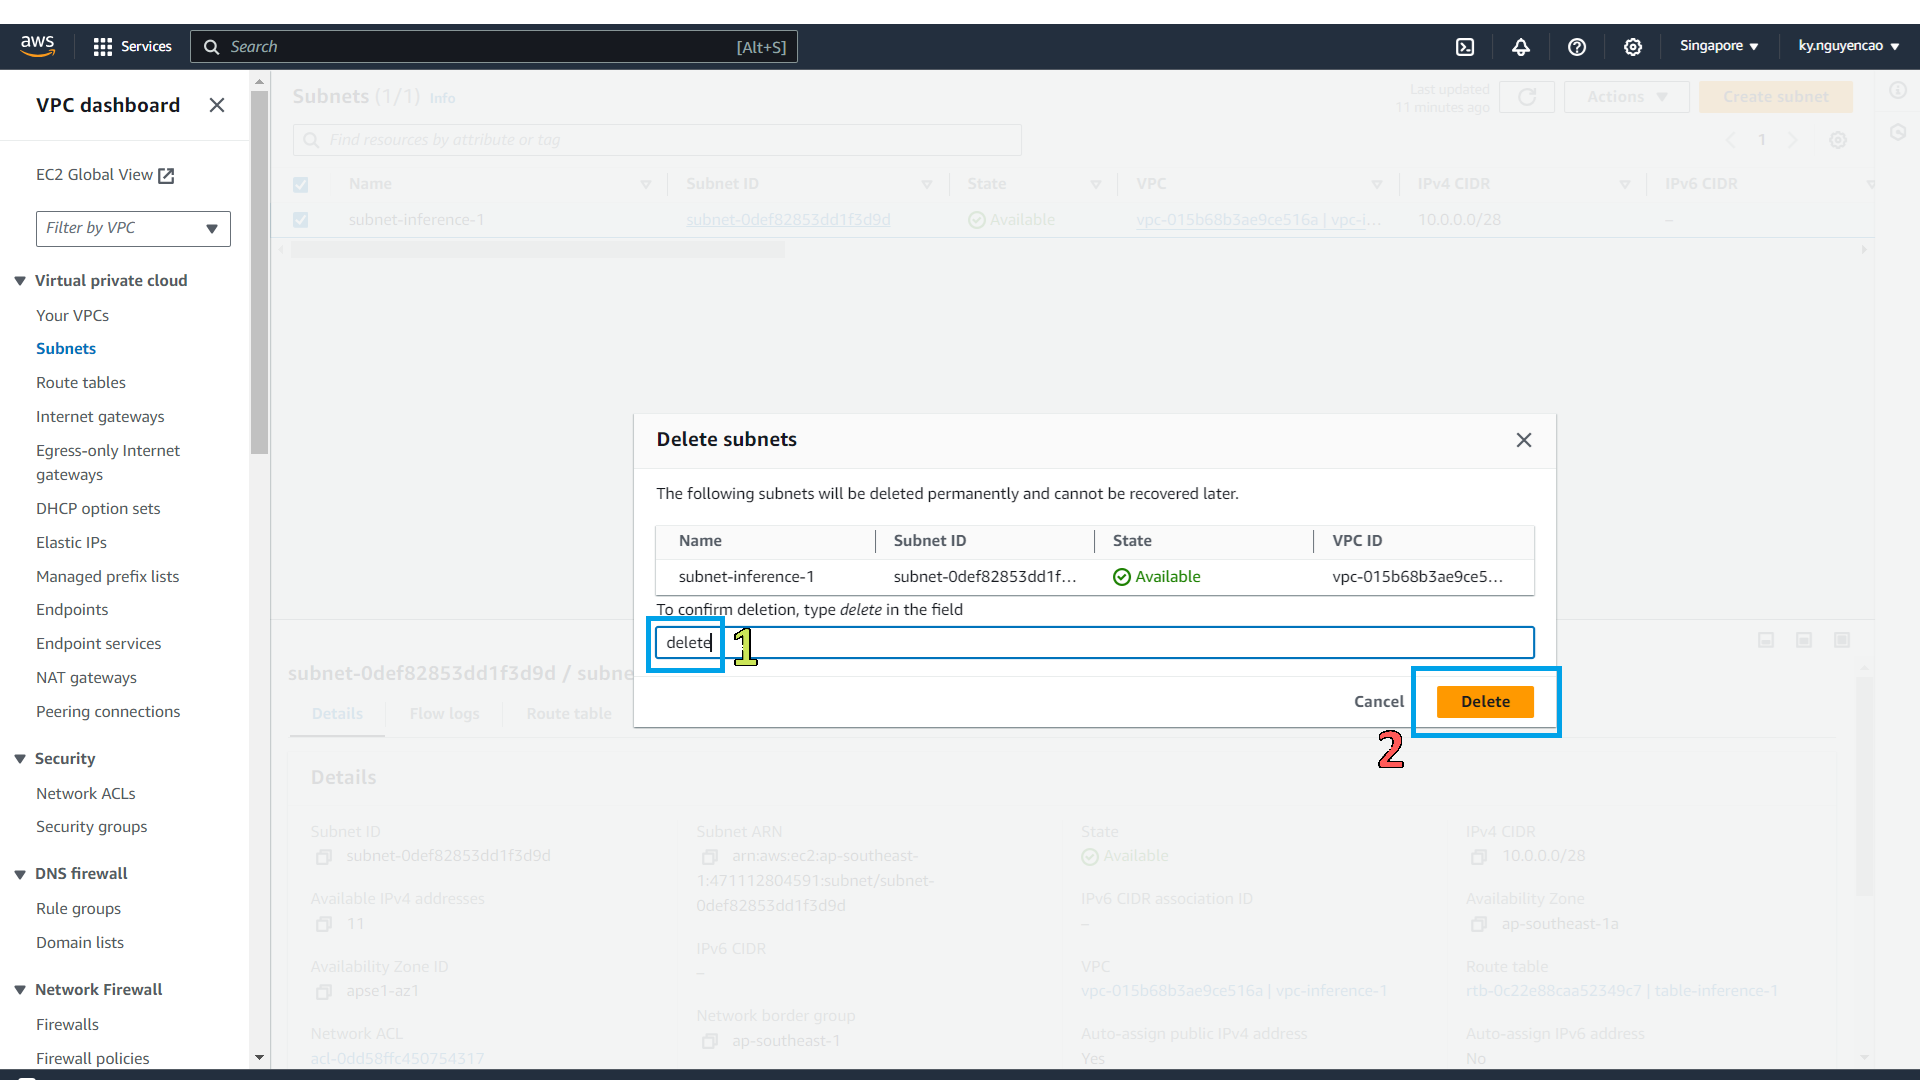 aws
Services
Search
[Alt+S]
Singapore
ky.nguyencao
VPC dashboard
EC2 Global View
Filter by VPC
Virtual private cloud
Your VPCs
Subnets
Route tables
Internet gateways
Egress-only Internet
gateways
DHCP option sets
Elastic IPs
Managed prefix lists
Endpoints
Endpoint services
NAT gateways
Peering connections
Security
Network ACLs
Security groups
DNS firewall
Rule groups
Domain lists
Network Firewall
Firewalls
Firewall policies
Subnets (1/1) Info
Last updated
11 minutes ago
Actions
Create subnet
Find resources by attribute or tag
1
Name Subnet ID State VPC IPv4 CIDR IPv6 CIDR
subnet-inference-1 subnet-0def82853dd1f3d9d Available vpc-015b68b3ae9ce516a | vpc-i... 10.0.0.0/28 –
Delete subnets
The following subnets will be deleted permanently and cannot be recovered later.
Name Subnet ID State VPC ID
subnet-inference-1 subnet-0def82853dd1f... Available vpc-015b68b3ae9ce5...
To confirm deletion, type delete in the field
delete
1
Cancel
Delete
2
subnet-0def82853dd1f3d9d / subne
Details Flow logs Route table
Details
Subnet ID
subnet-0def82853dd1f3d9d
Available IPv4 addresses
11
Availability Zone ID
apse1-az1
Network ACL
acl-0dd58ffc450754317
Subnet ARN
arn:aws:ec2:ap-southeast-
1:471112804591:subnet/subnet-
0def82853dd1f3d9d
IPv6 CIDR
–
Network border group
ap-southeast-1
State
Available
IPv6 CIDR association ID
–
VPC
vpc-015b68b3ae9ce516a | vpc-inference-1
Auto-assign public IPv4 address
Yes
IPv4 CIDR
10.0.0.0/28
Availability Zone
ap-southeast-1a
Route table
rtb-0c22e88caa52349c7 | table-inference-1
Auto-assign IPv6 address
No